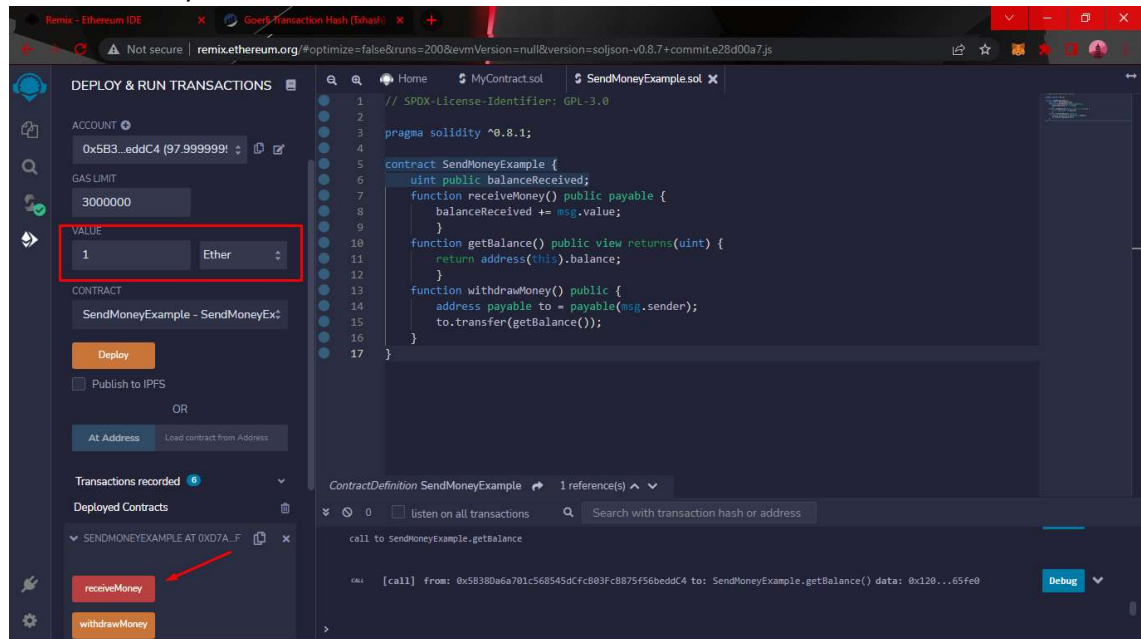 Remix - Ethereum IDE
Goerli Transaction Hash (Txhash)
Not secure | remix.ethereum.org/#optimize=false&runs=200&evmVersion=null&version=soljson-v0.8.7+commit.e28d00a7.js
DEPLOY & RUN TRANSACTIONS
ACCOUNT
0x5B3...eddC4 (97.9999999
GAS LIMIT
3000000
VALUE
1 Ether
CONTRACT
SendMoneyExample - SendMoneyEx
Deploy
Publish to IPFS
OR
At Address Load contract from Address
Transactions recorded 6
Deployed Contracts
SENDMONEYEXAMPLE AT 0XD7A...F
receiveMoney
withdrawMoney
Home MyContract.sol SendMoneyExample.sol
1 // SPDX-License-Identifier: GPL-3.0
2
3 pragma solidity ^0.8.1;
4
5 contract SendMoneyExample {
6 uint public balanceReceived;
7 function receiveMoney() public payable {
8 balanceReceived += msg.value;
9 }
10 function getBalance() public view returns(uint) {
11 return address(this).balance;
12 }
13 function withdrawMoney() public {
14 address payable to = payable(msg.sender);
15 to.transfer(getBalance());
16 }
17 }
ContractDefinition SendMoneyExample 1 reference(s)
0 listen on all transactions Search with transaction hash or address
call to SendMoneyExample.getBalance
CALL [call] from: 0x5B38Da6a701c568545dCfcB03FcB875f56beddC4 to: SendMoneyExample.getBalance() data: 0x120...65fe0 Debug
>